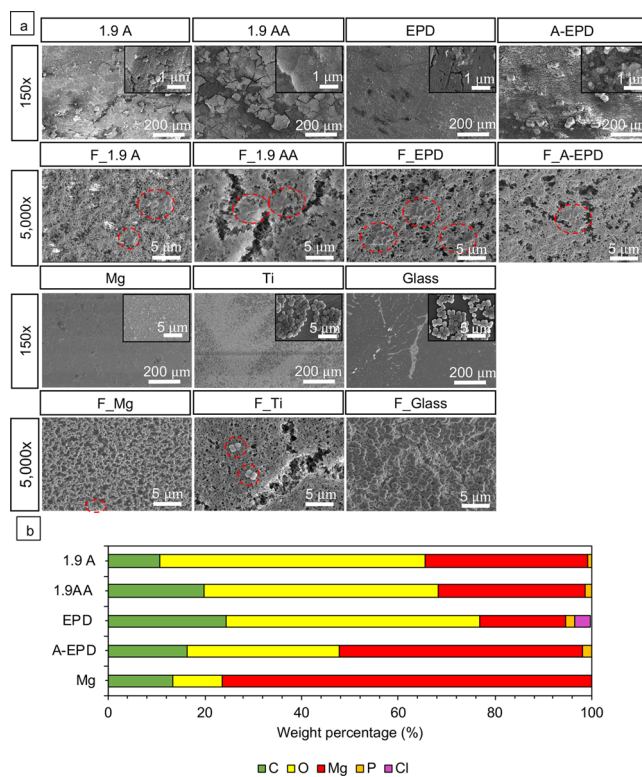 a
1.9 A 1.9 AA EPD A-EPD
150x
1 μm 1 μm 1 μm 1 μm
200 μm 200 μm 200 μm 200 μm
F_1.9 A F_1.9 AA F_EPD F_A-EPD
5,000x
5 μm 5 μm 5 μm 5 μm
Mg Ti Glass
150x
5 μm 5 μm 5 μm
200 μm 200 μm 200 μm
F_Mg F_Ti F_Glass
5,000x
5 μm 5 μm 5 μm
b
1.9 A
1.9AA
EPD
A-EPD
Mg
0 20 40 60 80 100
Weight percentage (%)
C O Mg P Cl